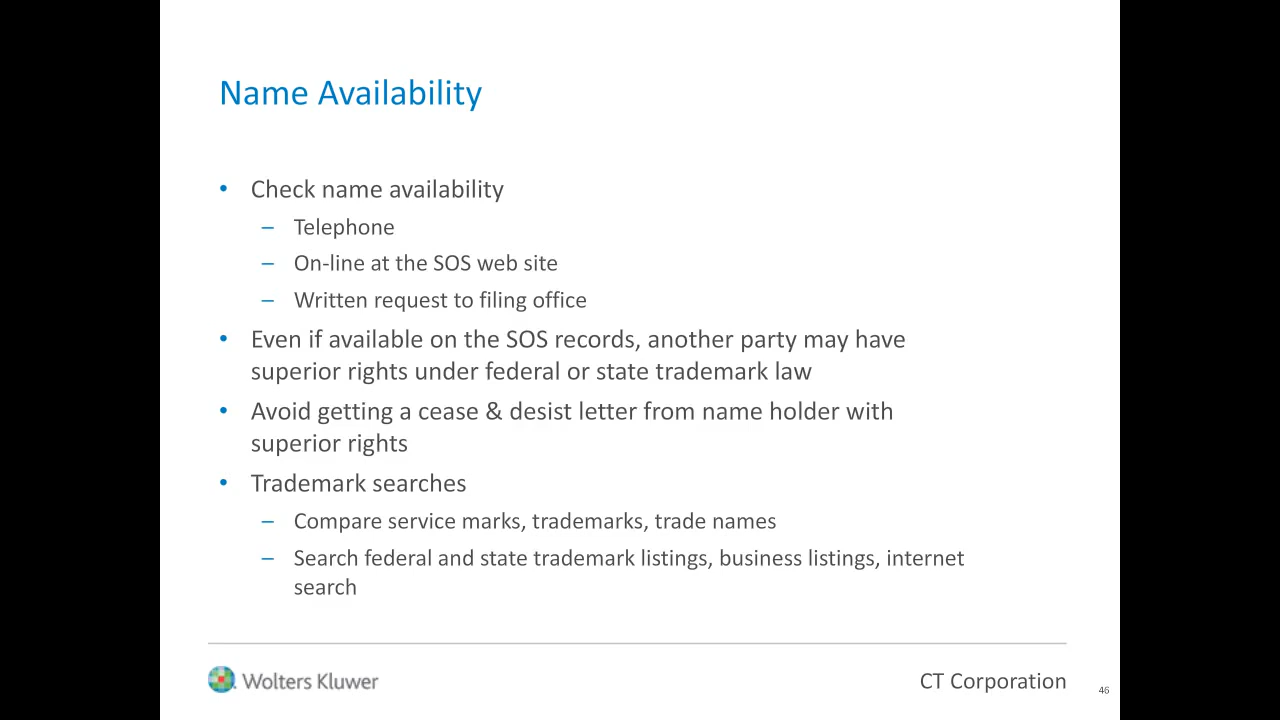 Name Availability
• Check name availability
– Telephone
– On-line at the SOS web site
– Written request to filing office
• Even if available on the SOS records, another party may have
superior rights under federal or state trademark law
• Avoid getting a cease & desist letter from name holder with
superior rights
• Trademark searches
– Compare service marks, trademarks, trade names
– Search federal and state trademark listings, business listings, internet
search
Wolters Kluwer
CT Corporation
46